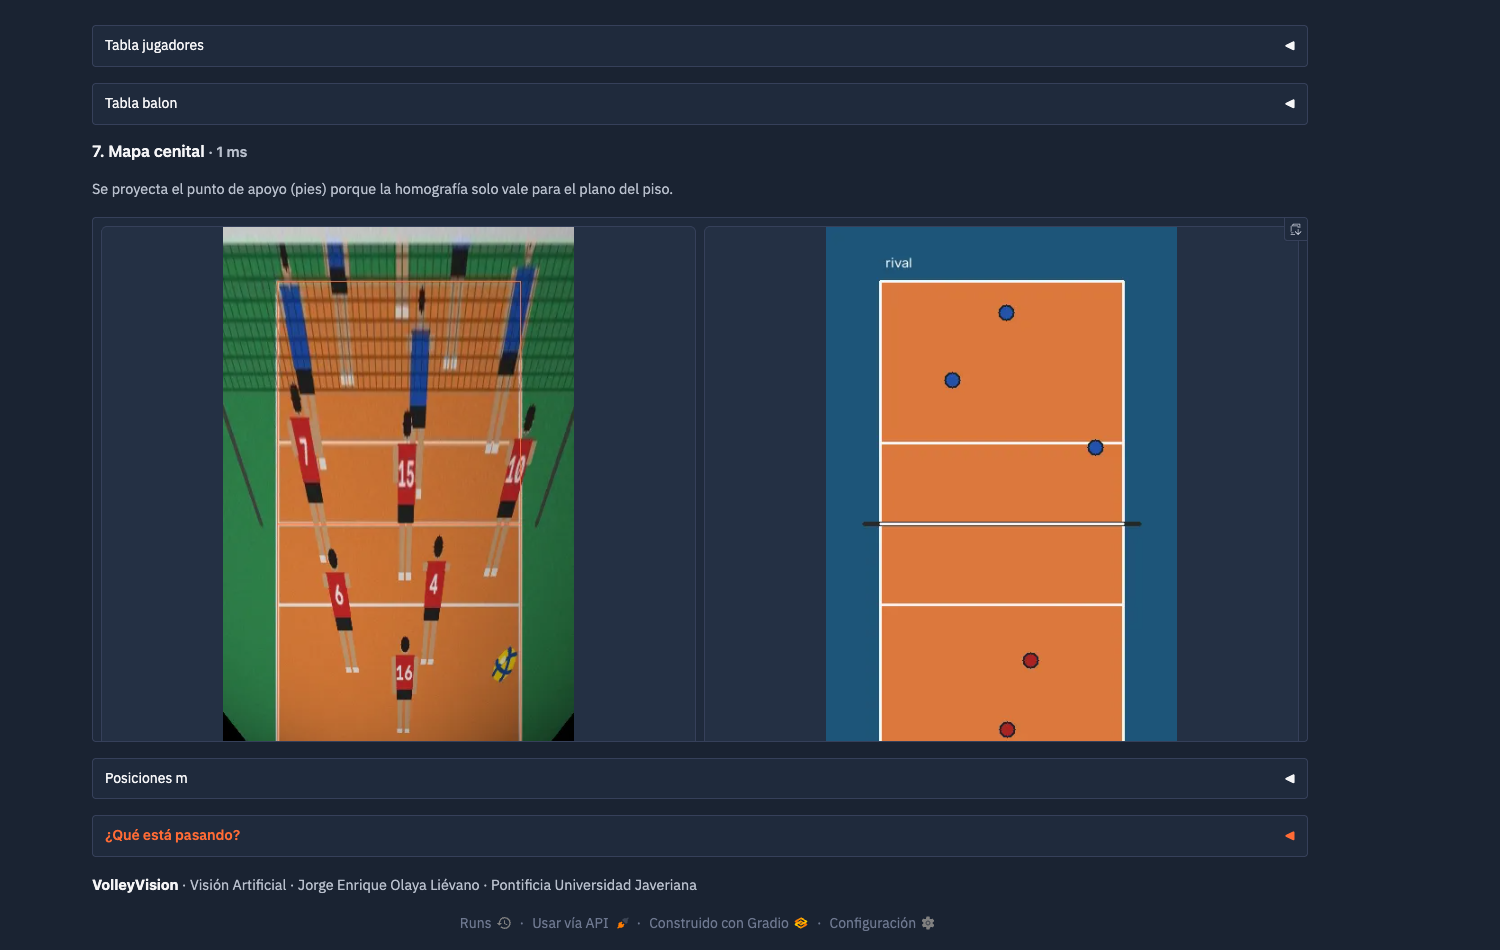 Tabla jugadores
Tabla balon
7. Mapa cenital · 1 ms
Se proyecta el punto de apoyo (pies) porque la homografía solo vale para el plano del piso.
rival
7
15
10
6
4
16
Posiciones m
¿Qué está pasando?
VolleyVision · Visión Artificial · Jorge Enrique Olaya Liévano · Pontificia Universidad Javeriana
Runs · Usar vía API · Construido con Gradio · Configuración